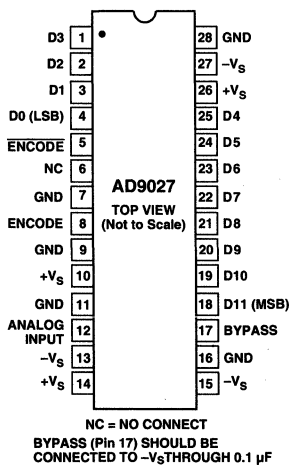 D3 1 28 GND
D2 2 27 –VS
D1 3 26 +VS
D0 (LSB) 4 25 D4
ENCODE 5 24 D5
NC 6 23 D6
GND 7 22 D7
ENCODE 8 21 D8
GND 9 20 D9
+VS 10 19 D10
GND 11 18 D11 (MSB)
ANALOG INPUT 12 17 BYPASS
–VS 13 16 GND
+VS 14 15 –VS
AD9027
TOP VIEW
(Not to Scale)
NC = NO CONNECT
BYPASS (Pin 17) SHOULD BE
CONNECTED TO –VSTHROUGH 0.1 µF